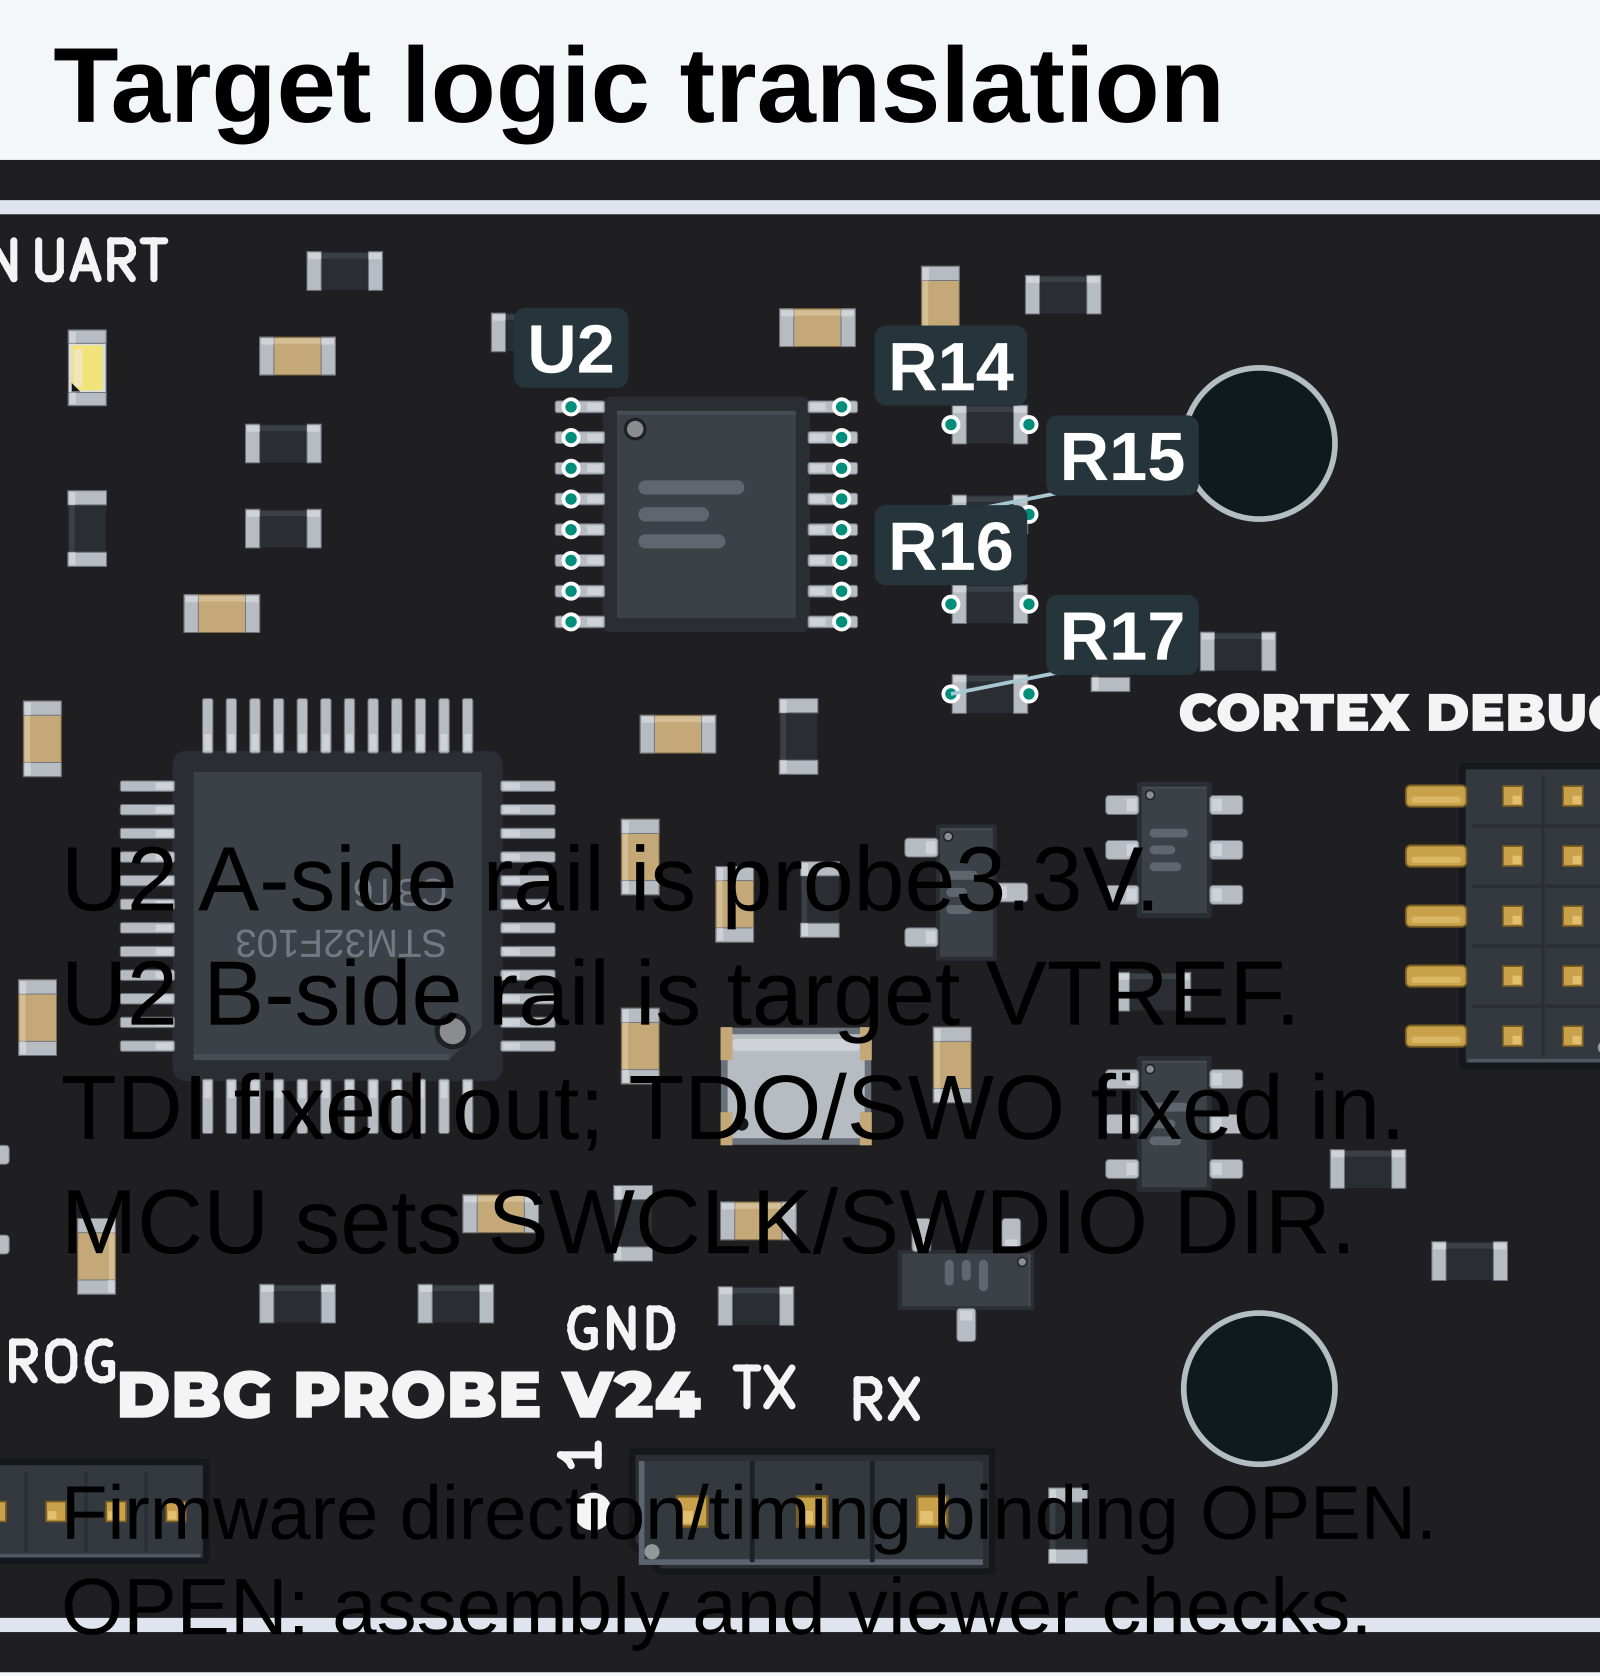 Target logic translation
N UART
U2
R14
R15
R16
R17
CORTEX DEBUG
U2 A-side rail is probe3.3V.
CBT6
STM32F103
U2 B-side rail is target VTREF.
TDI fixed out; TDO/SWO fixed in.
MCU sets SWCLK/SWDIO DIR.
GND
ROG
DBG PROBE V24
TX
RX
1
Firmware direction/timing binding OPEN.
OPEN: assembly and viewer checks.